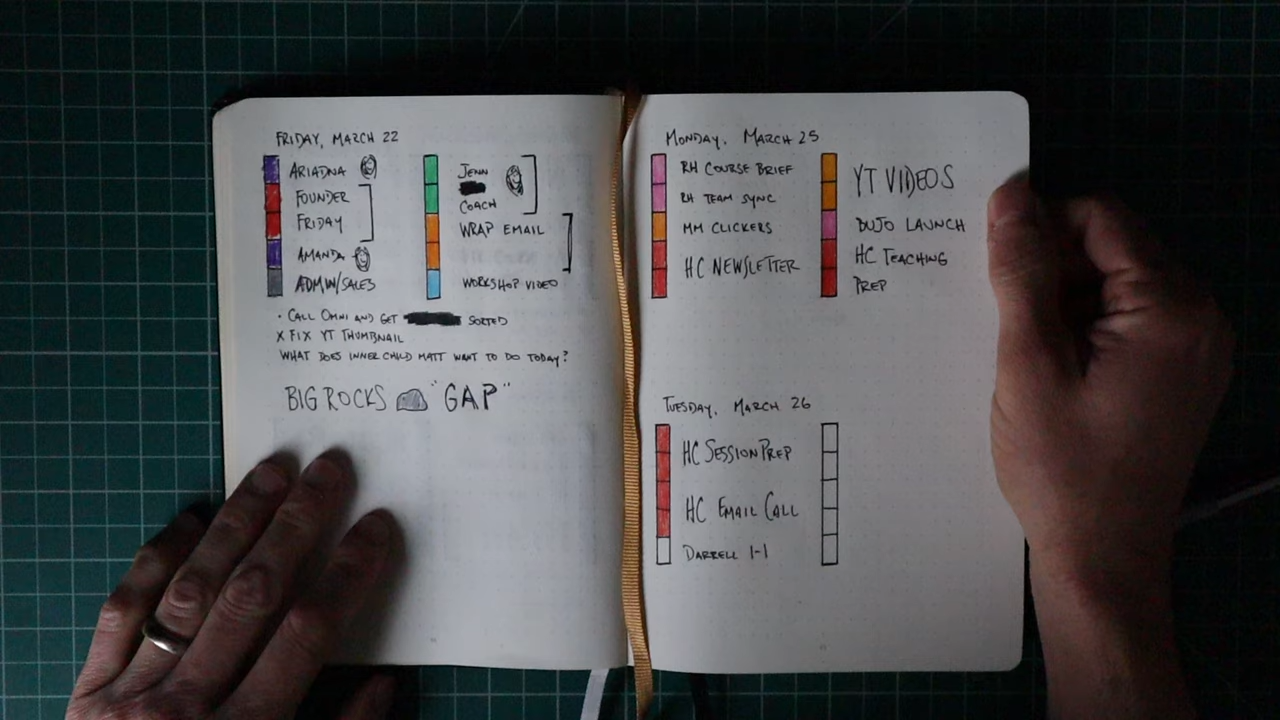 FRIDAY, MARCH 22
ARIADNA
FOUNDER
FRIDAY
AMANDA
ADMIN/SALES
JENN
COACH
WRAP EMAIL
WORKSHOP VIDEO
· CALL OMNI AND GET SORTED
X FIX YT THUMBNAIL
WHAT DOES INNER CHILD MATT WANT TO DO TODAY?
BIG ROCKS "GAP"
MONDAY, MARCH 25
RH COURSE BRIEF
RH TEAM SYNC
MM CLICKERS
HC NEWSLETTER
YT VIDEOS
BUJO LAUNCH
HC TEACHING
PREP
TUESDAY, MARCH 26
HC SESSION PREP
HC EMAIL CALL
DARRELL 1-1